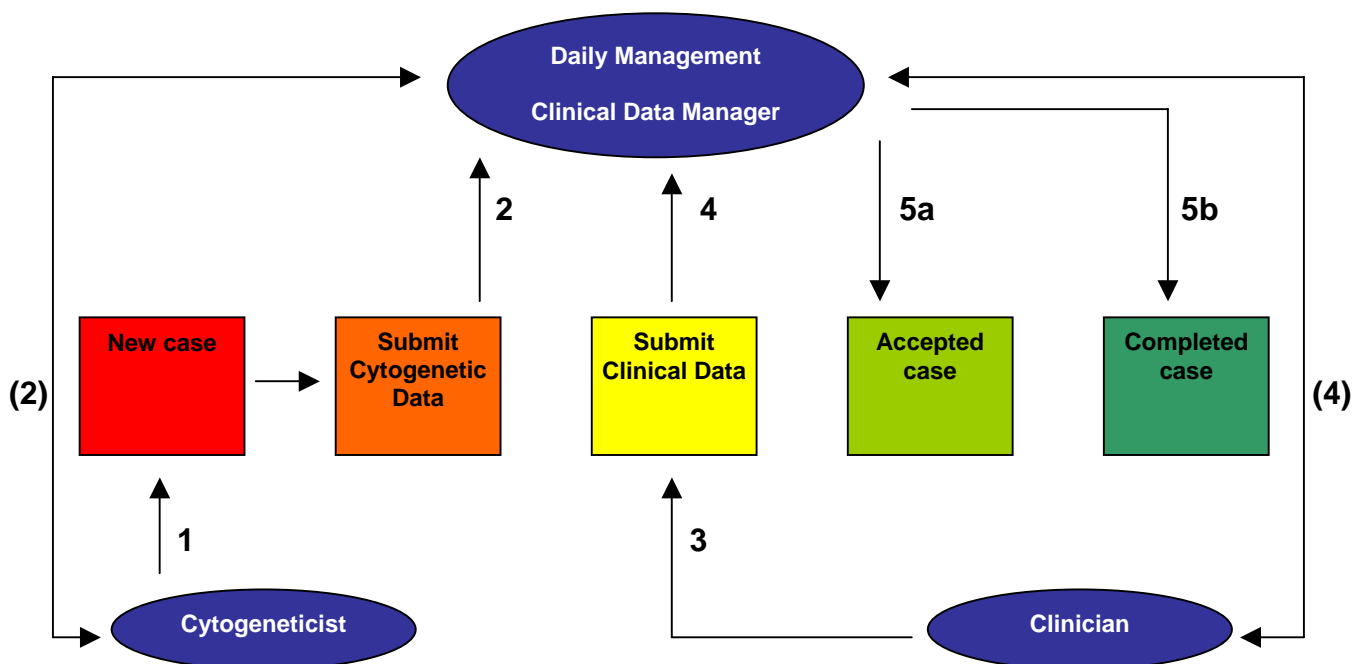 Daily Management
Clinical Data Manager
2
4
5a
5b
New case
Submit
Cytogenetic
Data
Submit
Clinical Data
Accepted
case
Completed
case
(2)
(4)
1
3
Cytogeneticist
Clinician